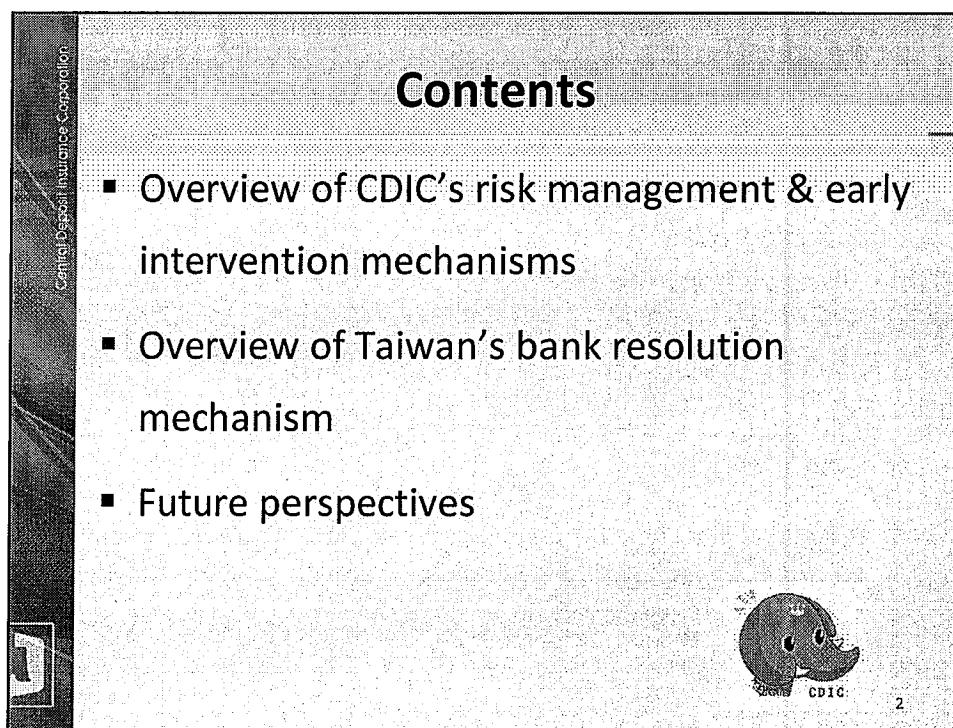 Central Deposit Insurance Corporation
Contents
▪ Overview of CDIC's risk management & early
intervention mechanisms
▪ Overview of Taiwan's bank resolution
mechanism
▪ Future perspectives
CDIC
2